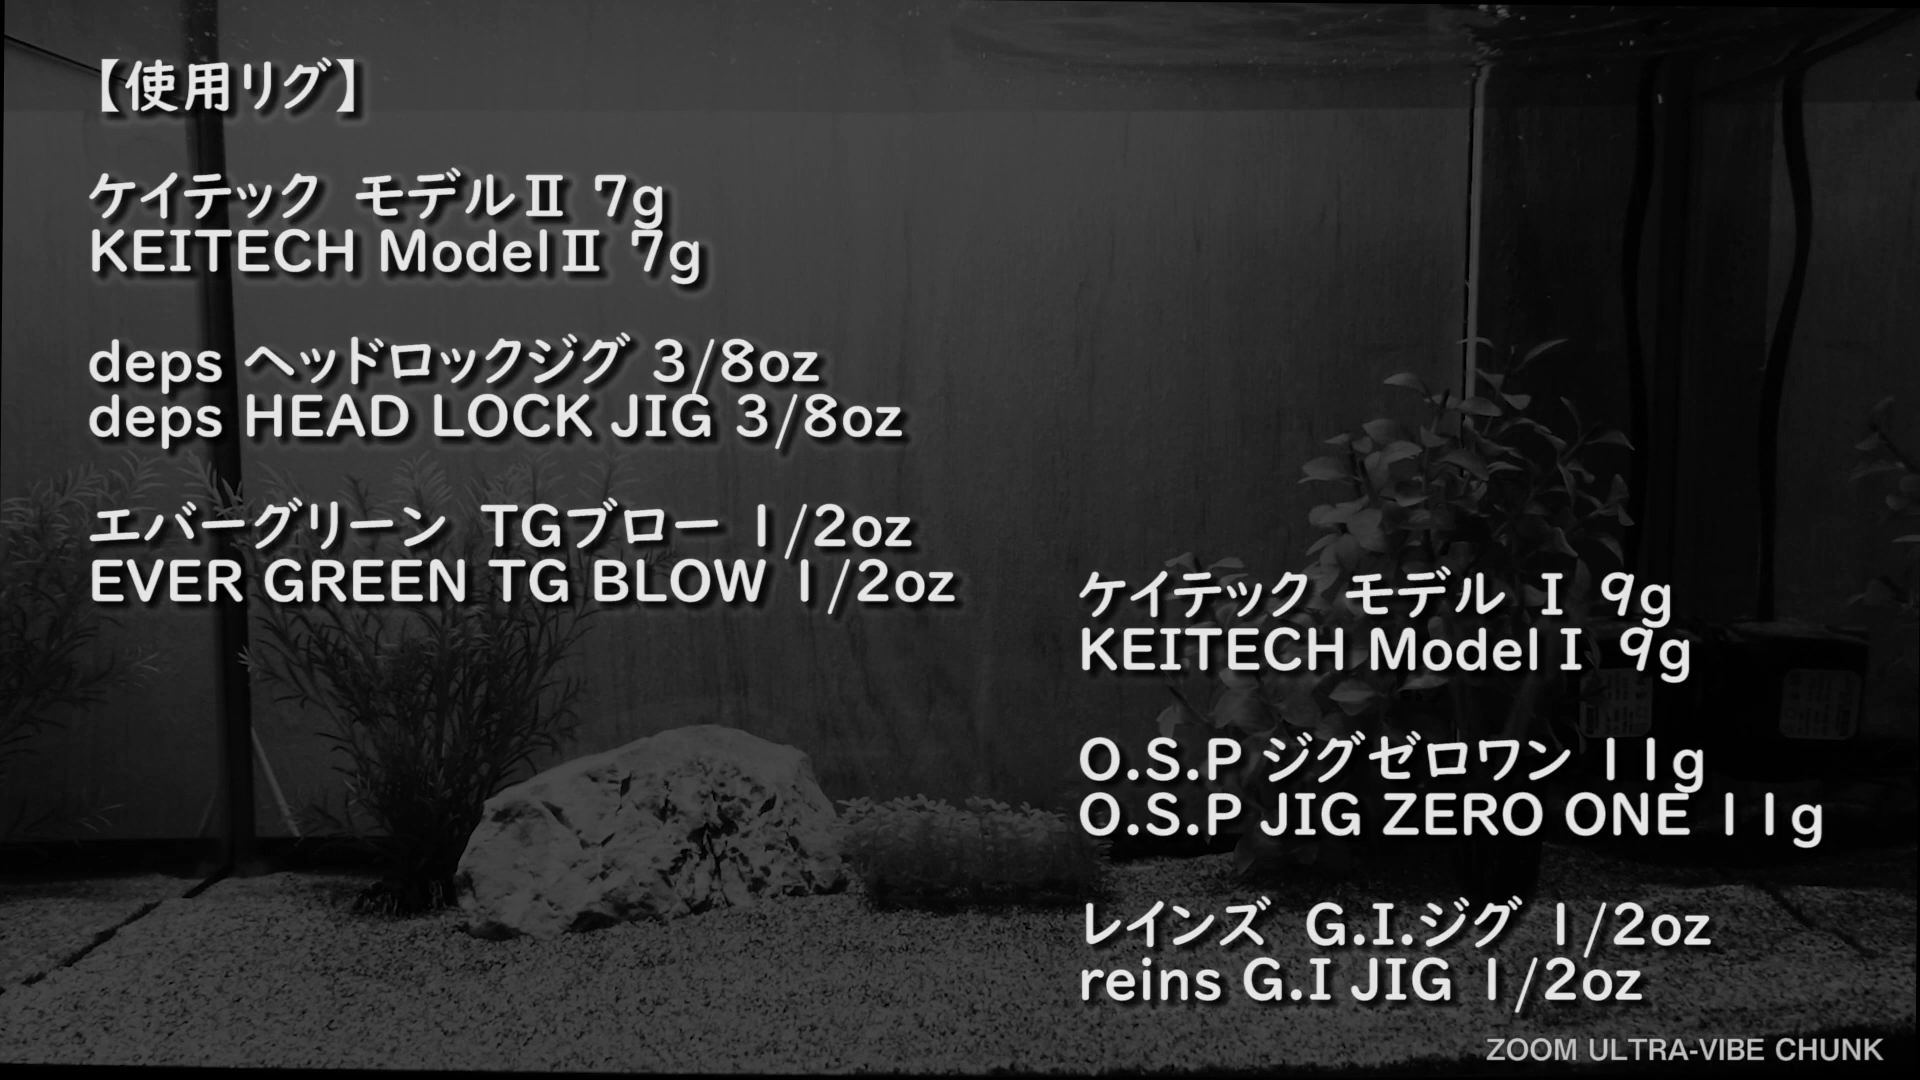 【使用リグ】
ケイテック モデルⅡ 7g
KEITECH ModelⅡ 7g
deps ヘッドロックジグ 3/8oz
deps HEAD LOCK JIG 3/8oz
エバーグリーン TGブロー 1/2oz
EVER GREEN TG BLOW 1/2oz
ケイテック モデル Ⅰ 9g
KEITECH ModelⅠ 9g
O.S.P ジグゼロワン 11g
O.S.P JIG ZERO ONE 11g
レインズ G.I.ジグ 1/2oz
reins G.I JIG 1/2oz
ZOOM ULTRA-VIBE CHUNK